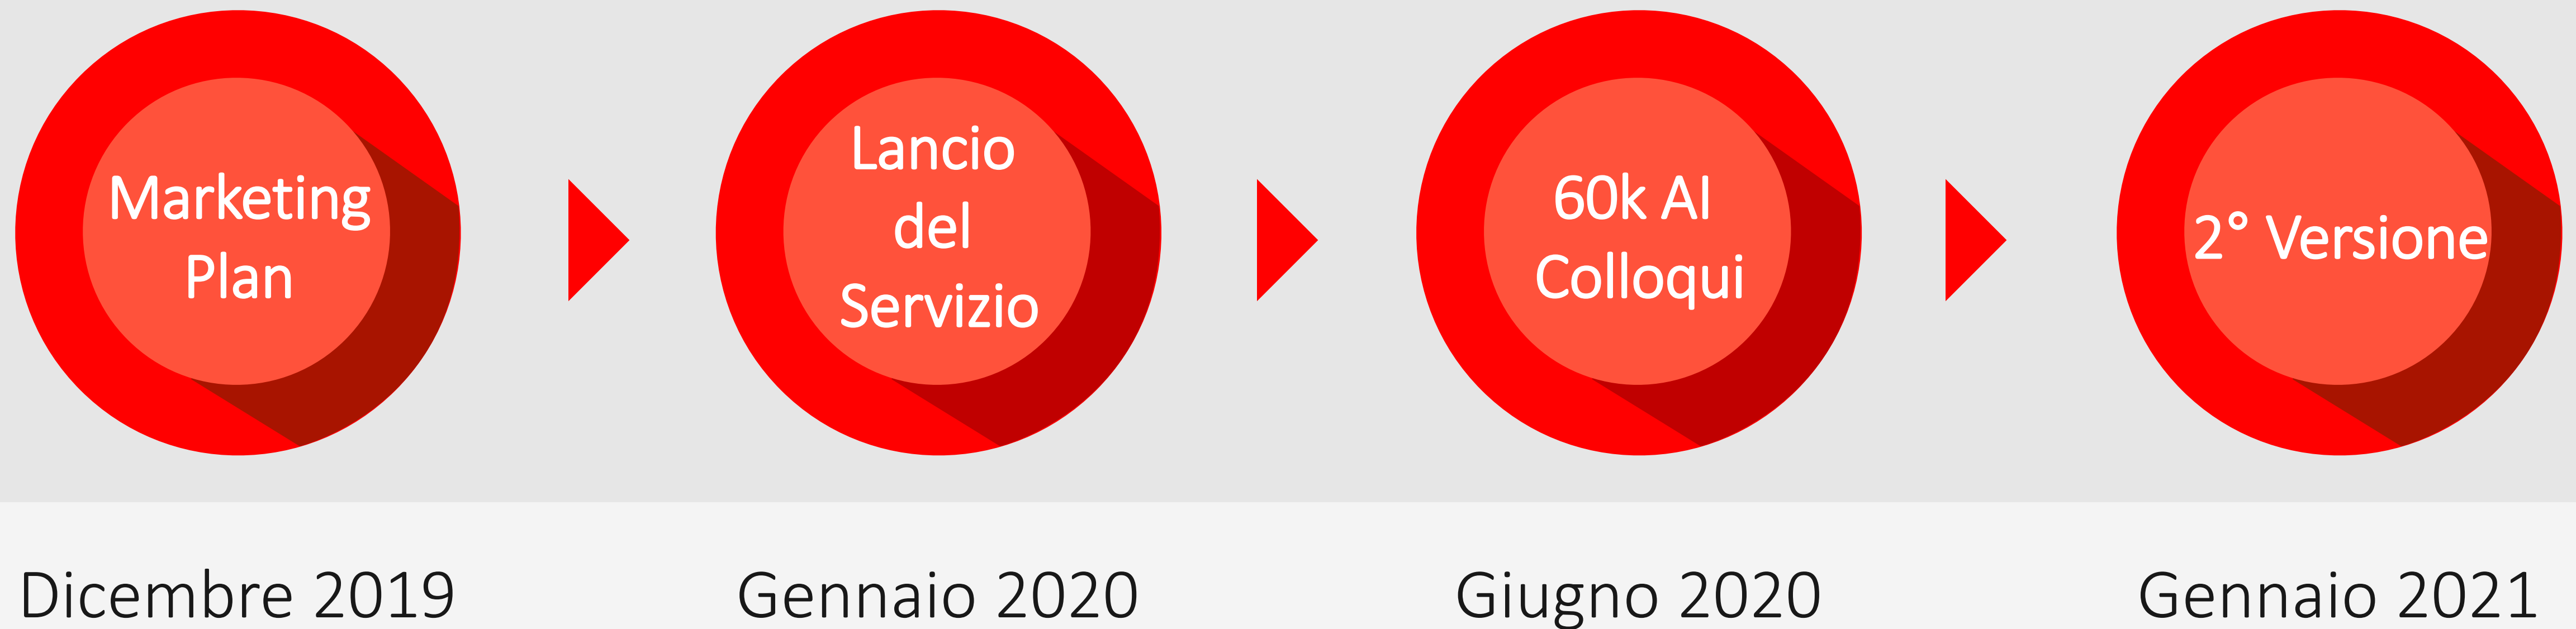 Marketing
Plan
Lancio
del
Servizio
60k AI
Colloqui
2° Versione
Dicembre 2019
Gennaio 2020
Giugno 2020
Gennaio 2021